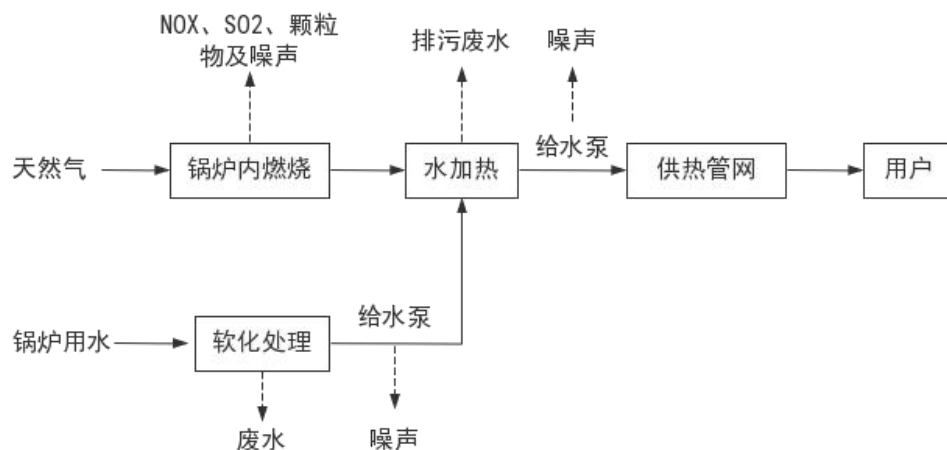 NOX、SO2、颗粒
物及噪声
排污废水
噪声
给水泵
天然气
锅炉内燃烧
水加热
供热管网
用户
给水泵
锅炉用水
软化处理
废水
噪声